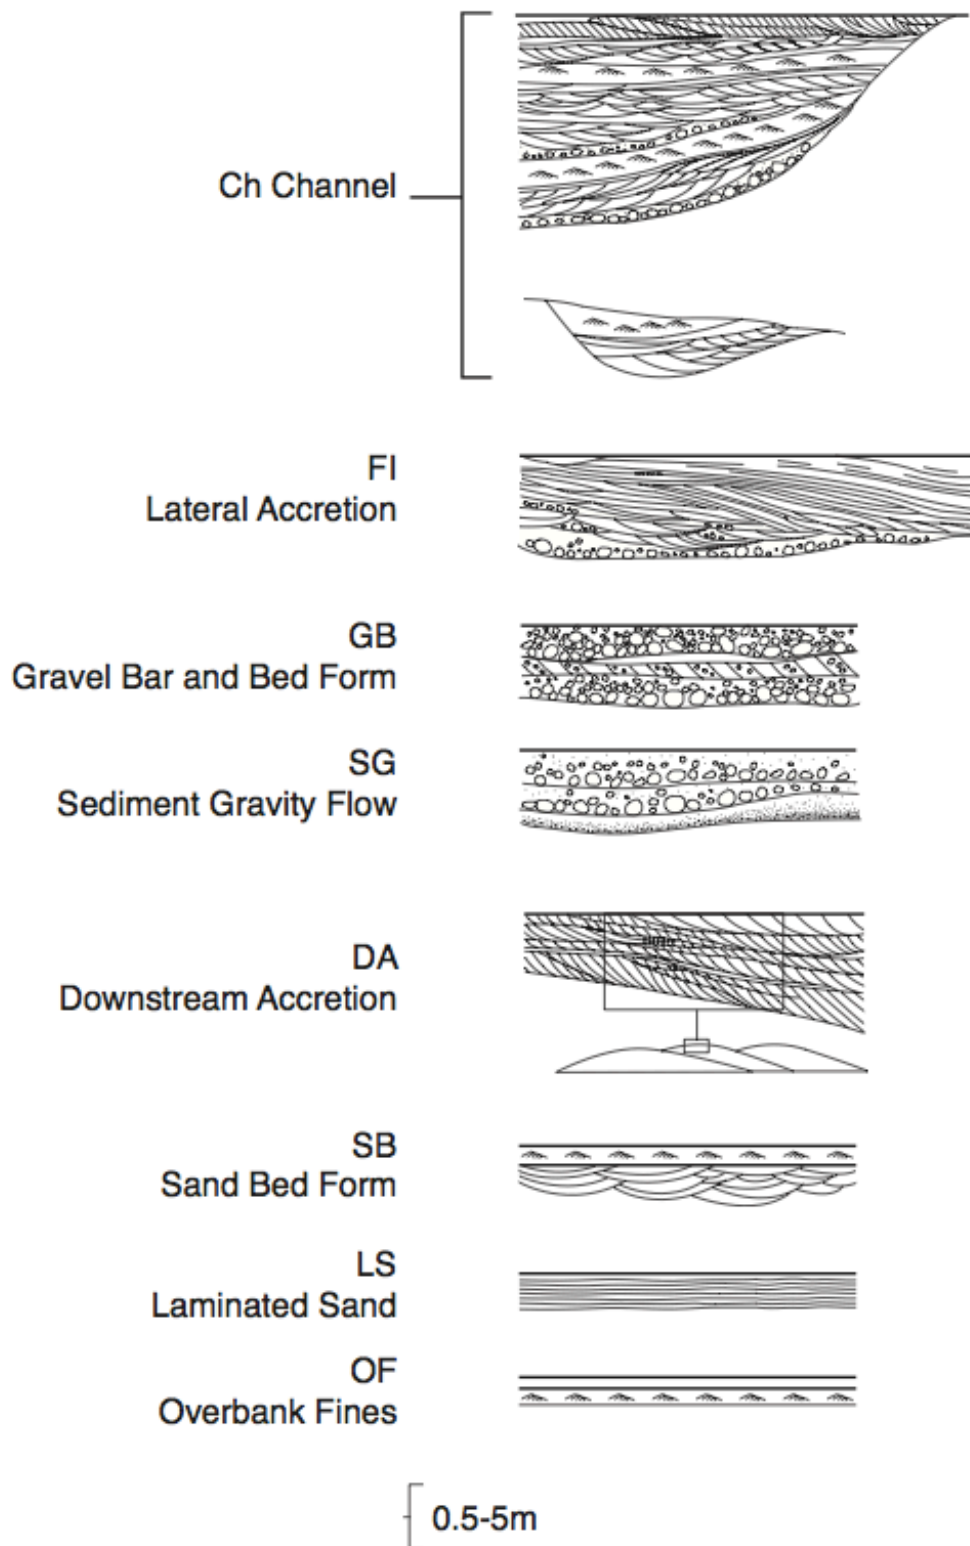 Ch Channel
FI
Lateral Accretion
GB
Gravel Bar and Bed Form
SG
Sediment Gravity Flow
DA
Downstream Accretion
SB
Sand Bed Form
LS
Laminated Sand
OF
Overbank Fines
0.5-5m